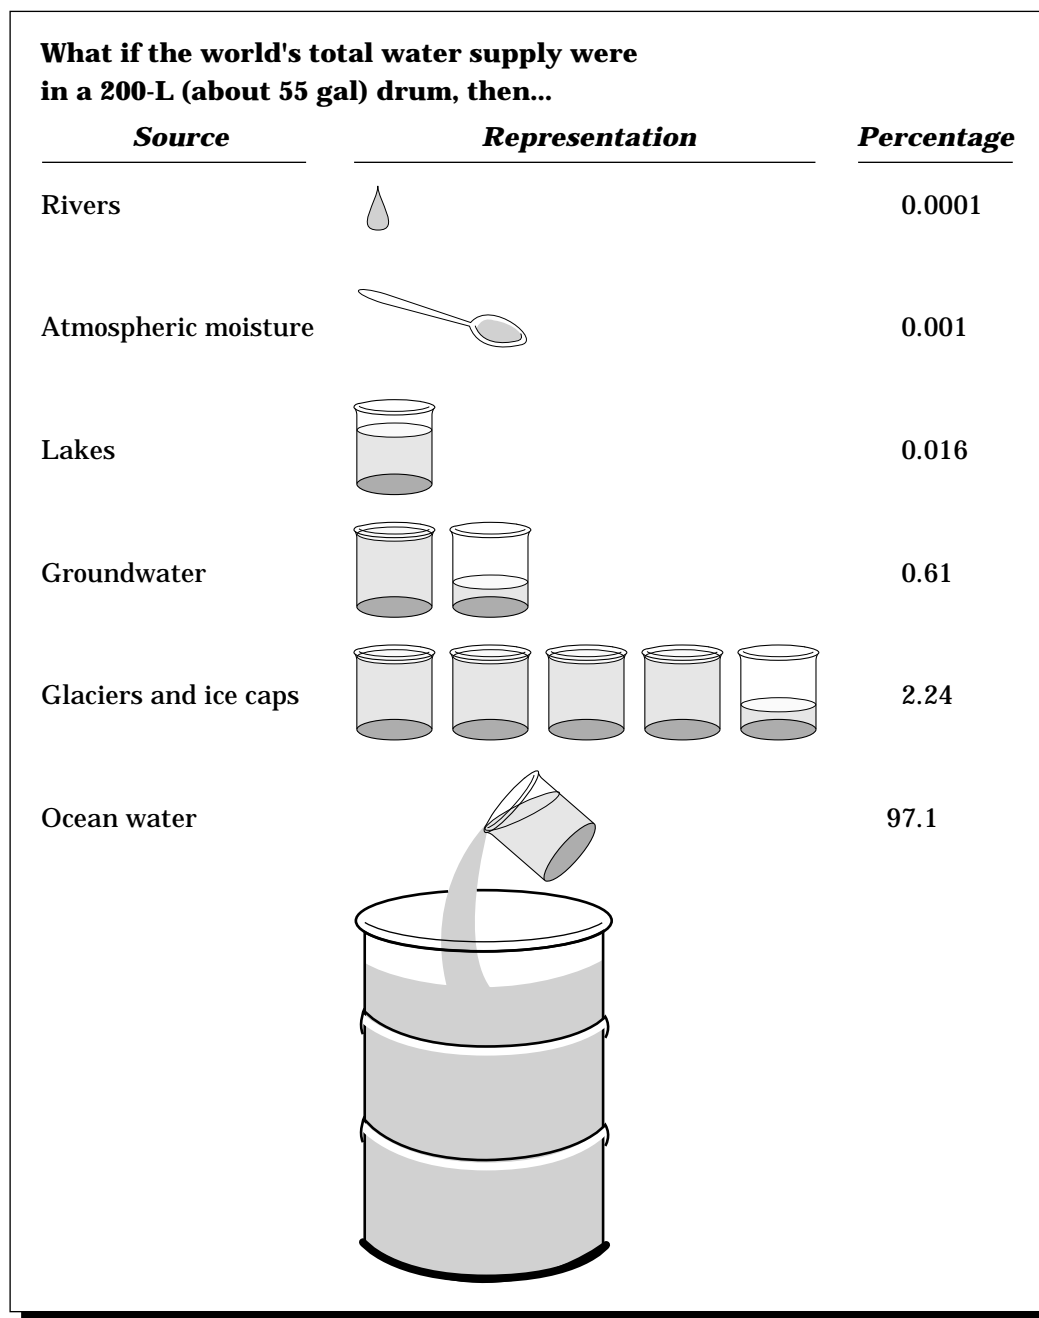 What if the world's total water supply were
in a 200-L (about 55 gal) drum, then...
Source Representation Percentage
Rivers 0.0001
Atmospheric moisture 0.001
Lakes 0.016
Groundwater 0.61
Glaciers and ice caps 2.24
Ocean water 97.1